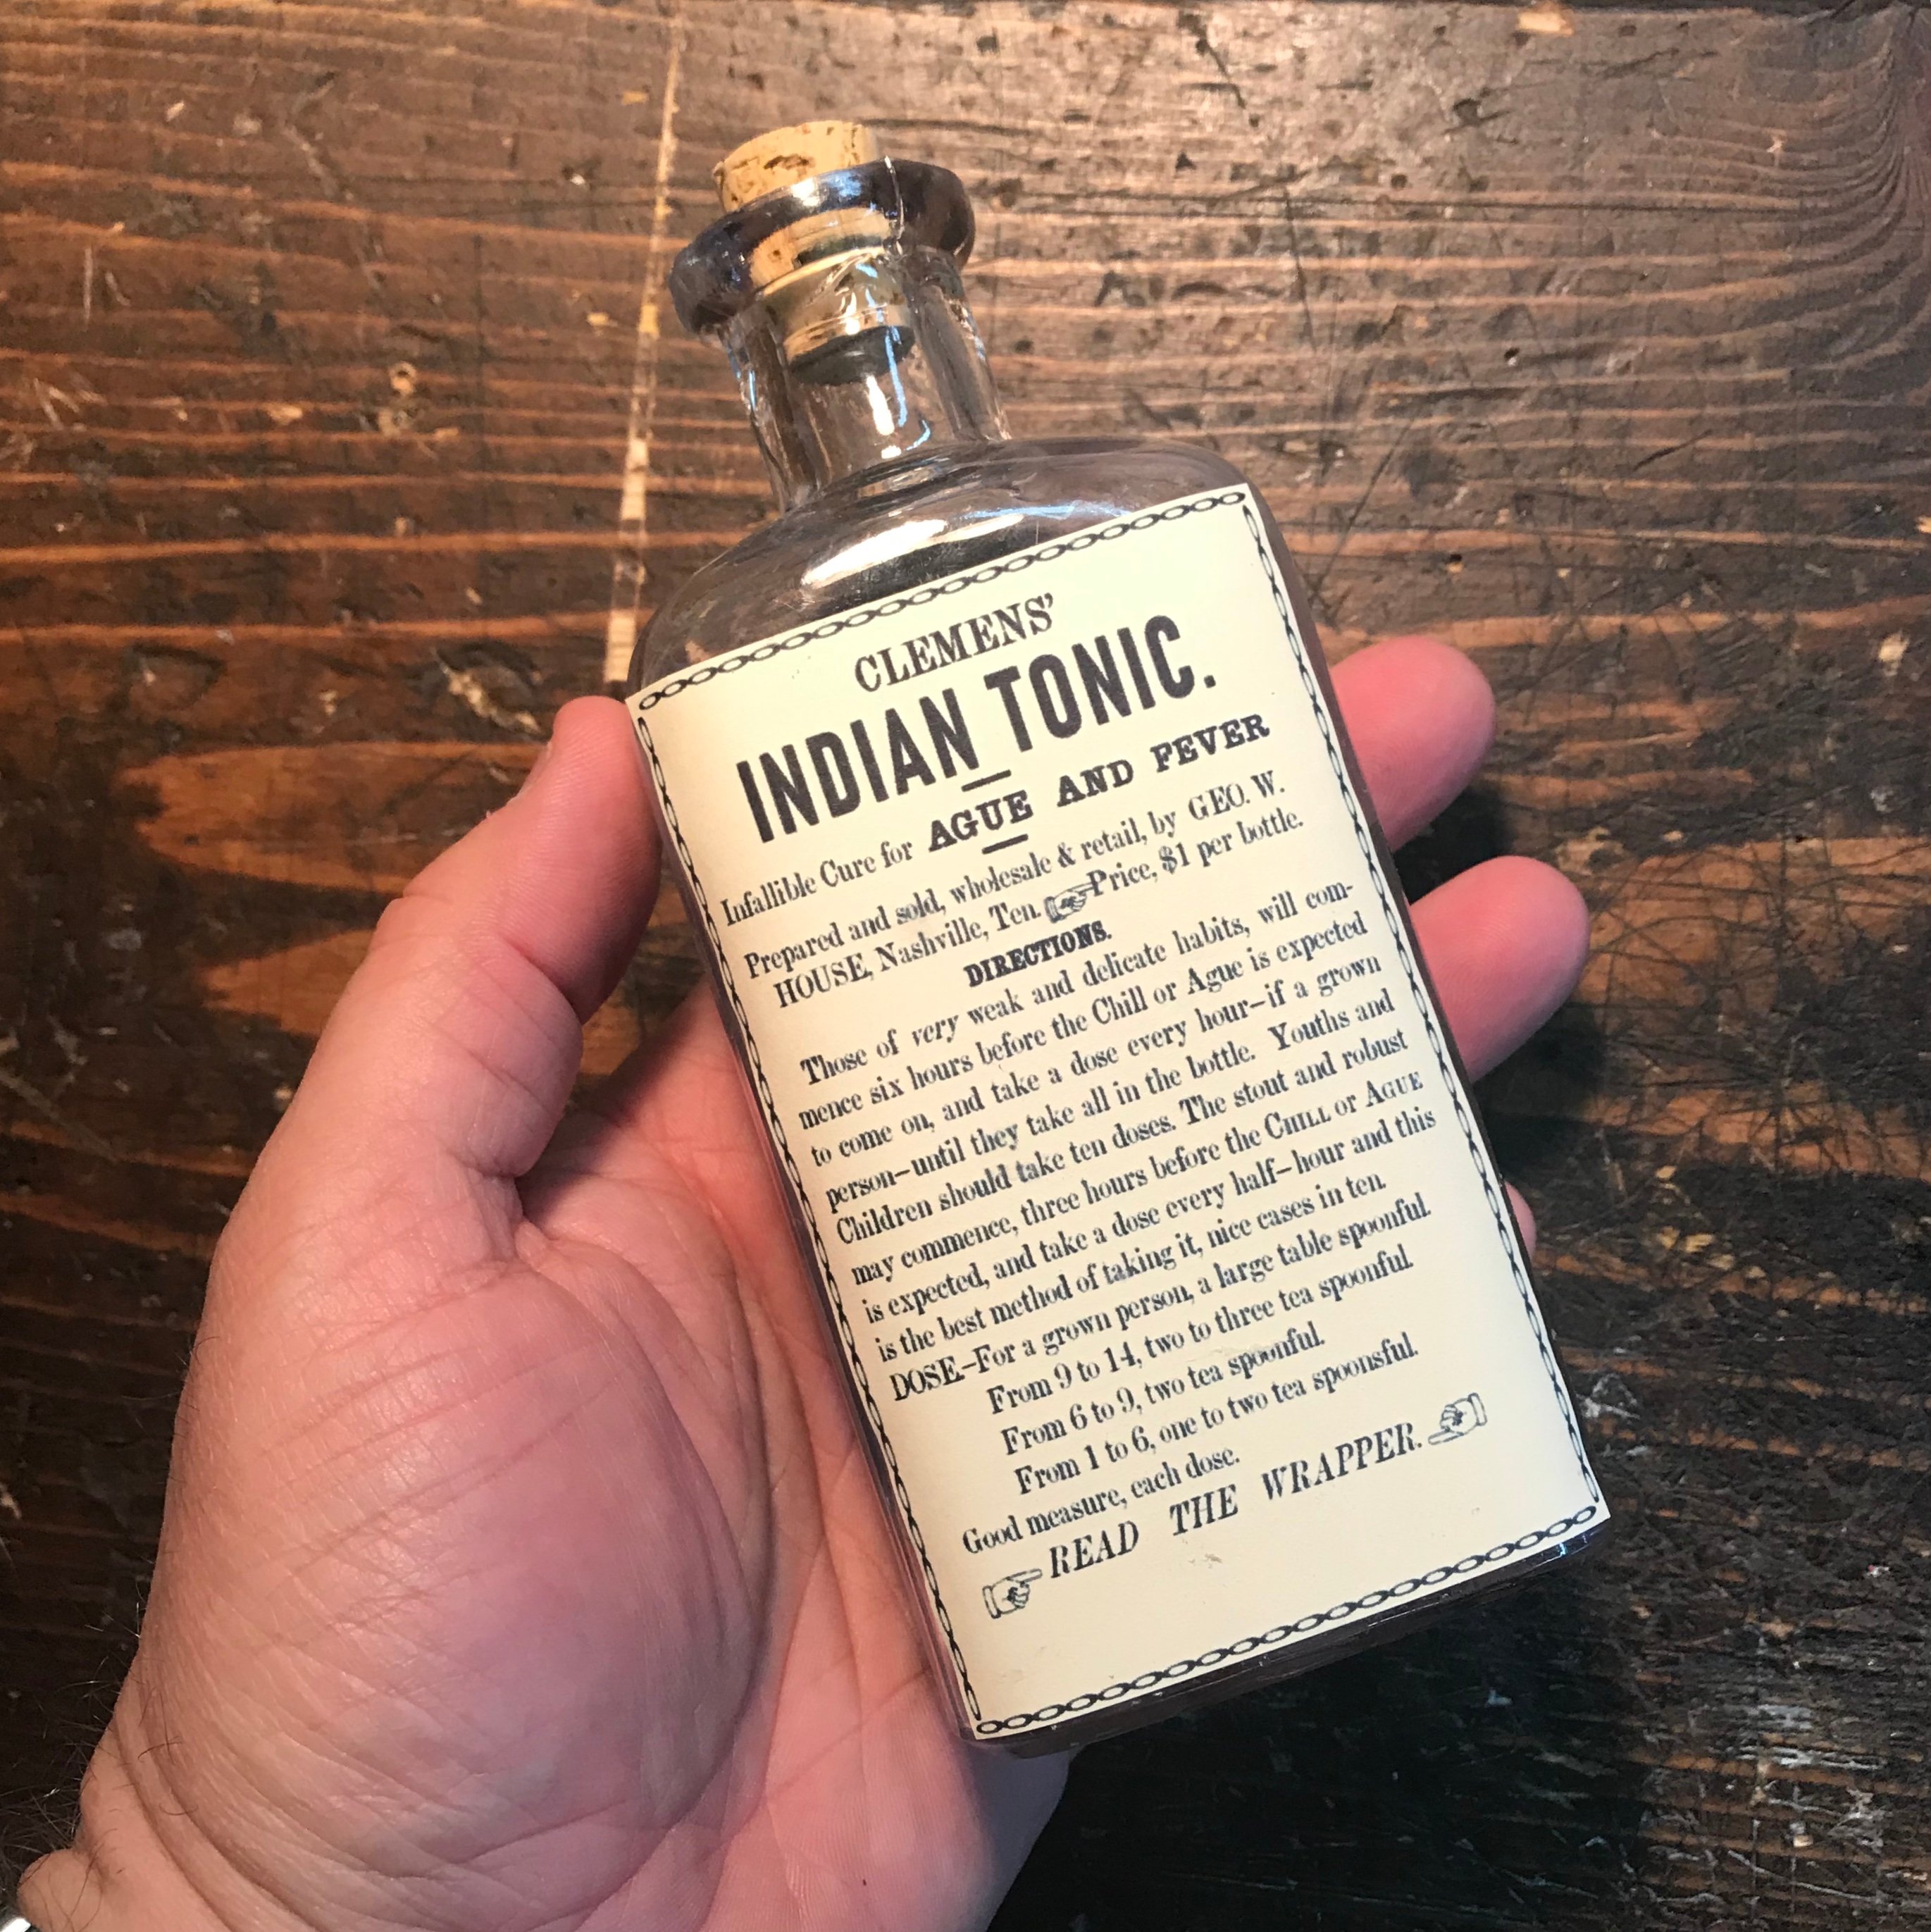 CLEMENS'
INDIAN TONIC.
Infallible Cure for AGUE AND FEVER
Prepared and sold, wholesale & retail, by GEO. W.
HOUSE, Nashville, Ten. Price, $1 per bottle.
DIRECTIONS.
Those of very weak and delicate habits, will com-
mence six hours before the Chill or Ague is expected
to come on, and take a dose every hour—if a grown
person—until they take all in the bottle. Youths and
Children should take ten doses. The stout and robust
may commence, three hours before the CHILL or AGUE
is expected, and take a dose every half-hour and this
is the best method of taking it, nice cases in ten.
DOSE.—For a grown person, a large table spoonful.
From 9 to 14, two to three tea spoonful.
From 6 to 9, two tea spoonful.
From 1 to 6, one to two tea spoonsful.
Good measure, each dose.
READ THE WRAPPER.